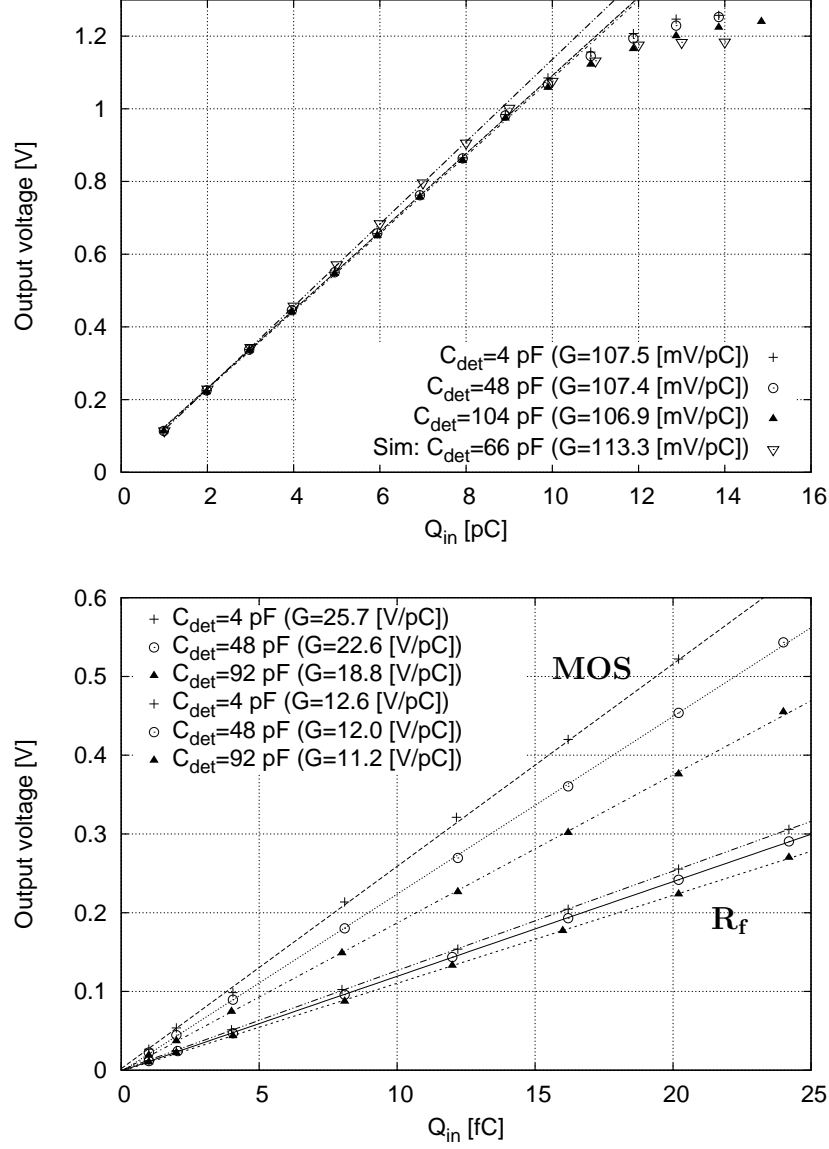 1.2
1
0.8
0.6
0.4
0.2
0
Output voltage [V]
C_det=4 pF (G=107.5 [mV/pC])
C_det=48 pF (G=107.4 [mV/pC])
C_det=104 pF (G=106.9 [mV/pC])
Sim: C_det=66 pF (G=113.3 [mV/pC])
0 2 4 6 8 10 12 14 16
Q_in [pC]
0.6
0.5
0.4
0.3
0.2
0.1
0
Output voltage [V]
C_det=4 pF (G=25.7 [V/pC])
C_det=48 pF (G=22.6 [V/pC])
C_det=92 pF (G=18.8 [V/pC])
C_det=4 pF (G=12.6 [V/pC])
C_det=48 pF (G=12.0 [V/pC])
C_det=92 pF (G=11.2 [V/pC])
MOS
R_f
0 5 10 15 20 25
Q_in [fC]